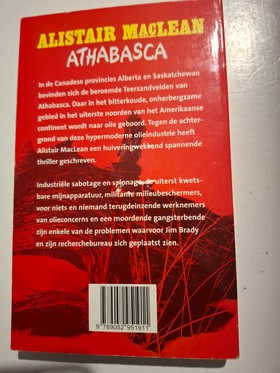 ALISTAIR MACLEAN
ATHABASCA
In de Canadese provincies Alberta en Saskatchewan
bevinden zich de beroemde Teerzandvelden van
Athabasca. Daar in het bitterkoude, onherbergzame
gebied in het uiterste noorden van het Amerikaanse
continent wordt naar olie geboord. Tegen de achter-
grond van deze hypermoderne olieindustrie heeft
Alistair MacLean een huiveringwekkend spannende
thriller geschreven.
Industriële sabotage en spionage, de uiterst kwets-
bare mijnapparatuur, militante milieubeschermers,
voor niets en niemand terugdeinzende werknemers
van olieconcerns en een moordende gangsterbende
zijn enkele van de problemen waarvoor Jim Brady
en zijn recherchebureau zich geplaatst zien.
9 789052 951911